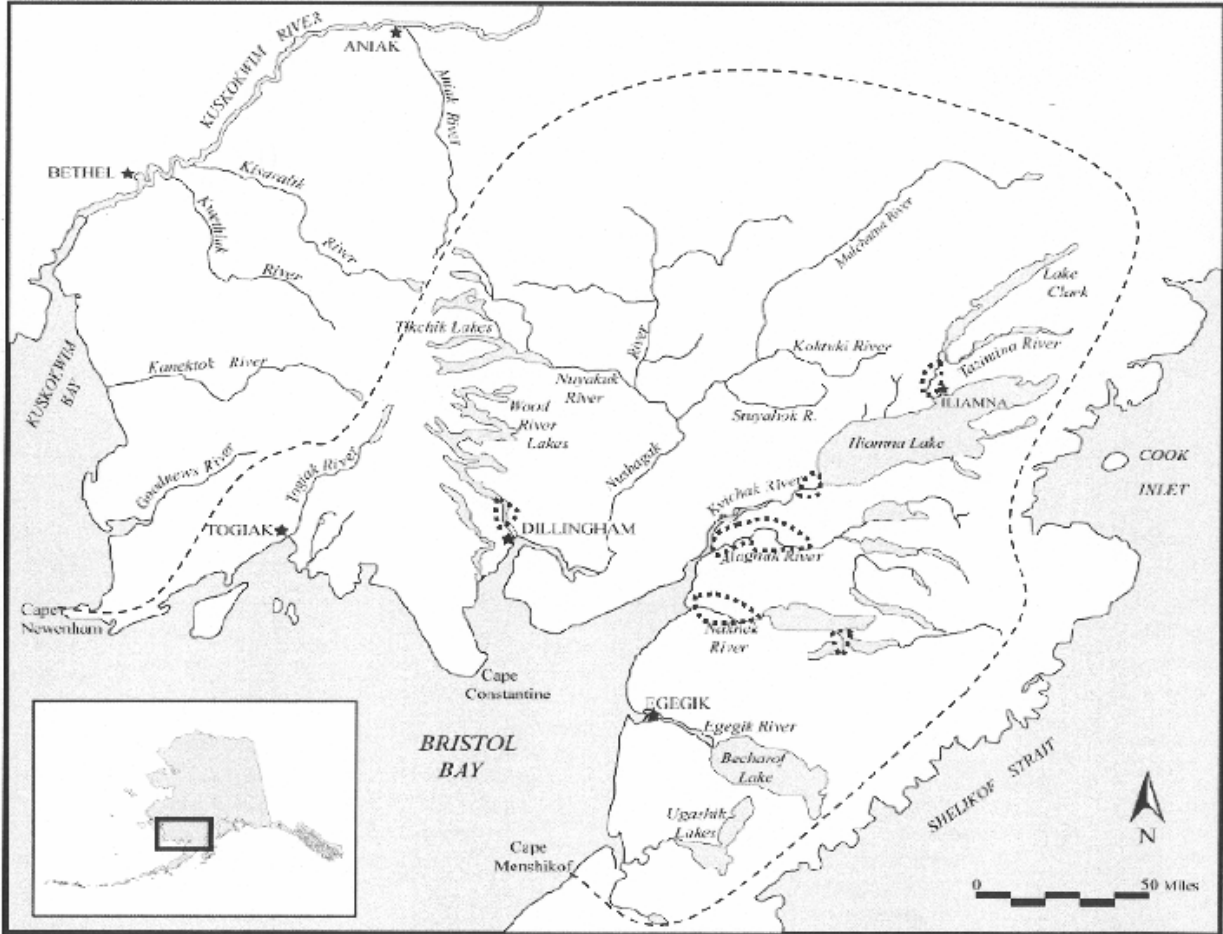 KUSKOKWIM RIVER
ANIAK
Aniak River
BETHEL
Kisaralik
River
Kwethluk
River
KUSKOKWIM
BAY
Kanektok River
Goodnews River
Togiak River
TOGIAK
Cape
Newenham
Tikchik Lakes
Nuyakuk
River
Wood
River
Lakes
River
Nushagak
Mulchatna River
Koktuli River
Lake
Clark
Tazimina River
ILIAMNA
Iliamna Lake
COOK
INLET
Kvichak River
Alagnak River
Naknek
River
DILLINGHAM
Cape
Constantine
EGEGIK
Egegik River
Becharof
Lake
Ugashik
Lakes
BRISTOL
BAY
Cape
Menshikof
SHELIKOF STRAIT
N
0 50 Miles